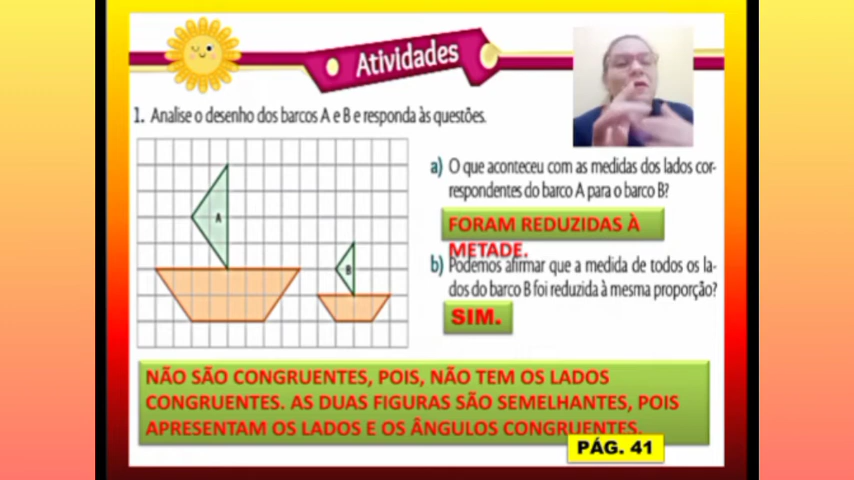 Atividades
1. Analise o desenho dos barcos A e B e responda às questões.
a) O que aconteceu com as medidas dos lados cor-
respondentes do barco A para o barco B?
FORAM REDUZIDAS À
METADE.
b) Podemos afirmar que a medida de todos os la-
dos do barco B foi reduzida à mesma proporção?
SIM.
A
B
NÃO SÃO CONGRUENTES, POIS, NÃO TEM OS LADOS
CONGRUENTES. AS DUAS FIGURAS SÃO SEMELHANTES, POIS
APRESENTAM OS LADOS E OS ÂNGULOS CONGRUENTES.
PÁG. 41